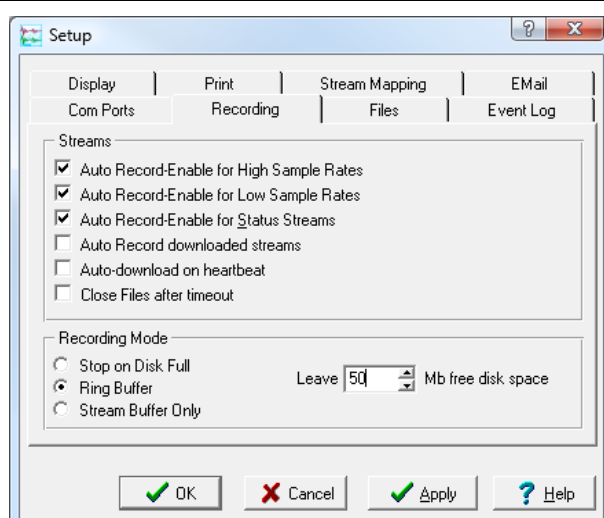 Setup
Display Print Stream Mapping EMail
Com Ports Recording Files Event Log
Streams
Auto Record-Enable for High Sample Rates
Auto Record-Enable for Low Sample Rates
Auto Record-Enable for Status Streams
Auto Record downloaded streams
Auto-download on heartbeat
Close Files after timeout
Recording Mode
Stop on Disk Full
Ring Buffer
Stream Buffer Only
Leave 50 Mb free disk space
OK Cancel Apply ? Help